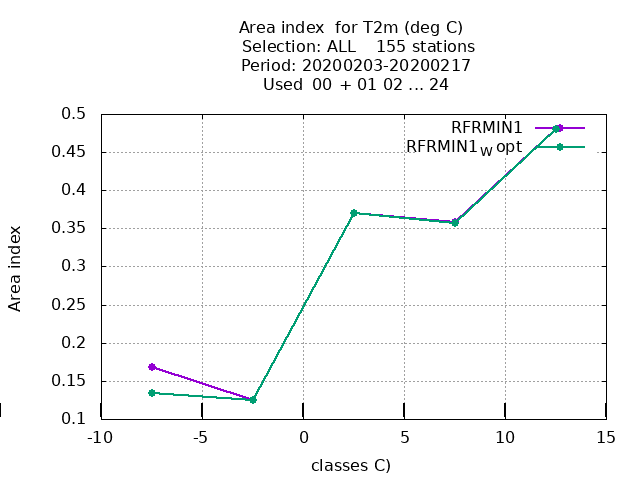 Area index  for T2m (deg C)
Selection: ALL    155 stations
Period: 20200203-20200217
Used  00 + 01 02 ... 24
RFRMIN1
RFRMIN1W opt
0.5
0.45
0.4
0.35
0.3
0.25
0.2
0.15
0.1
Area index
-10 -5 0 5 10 15
classes C)